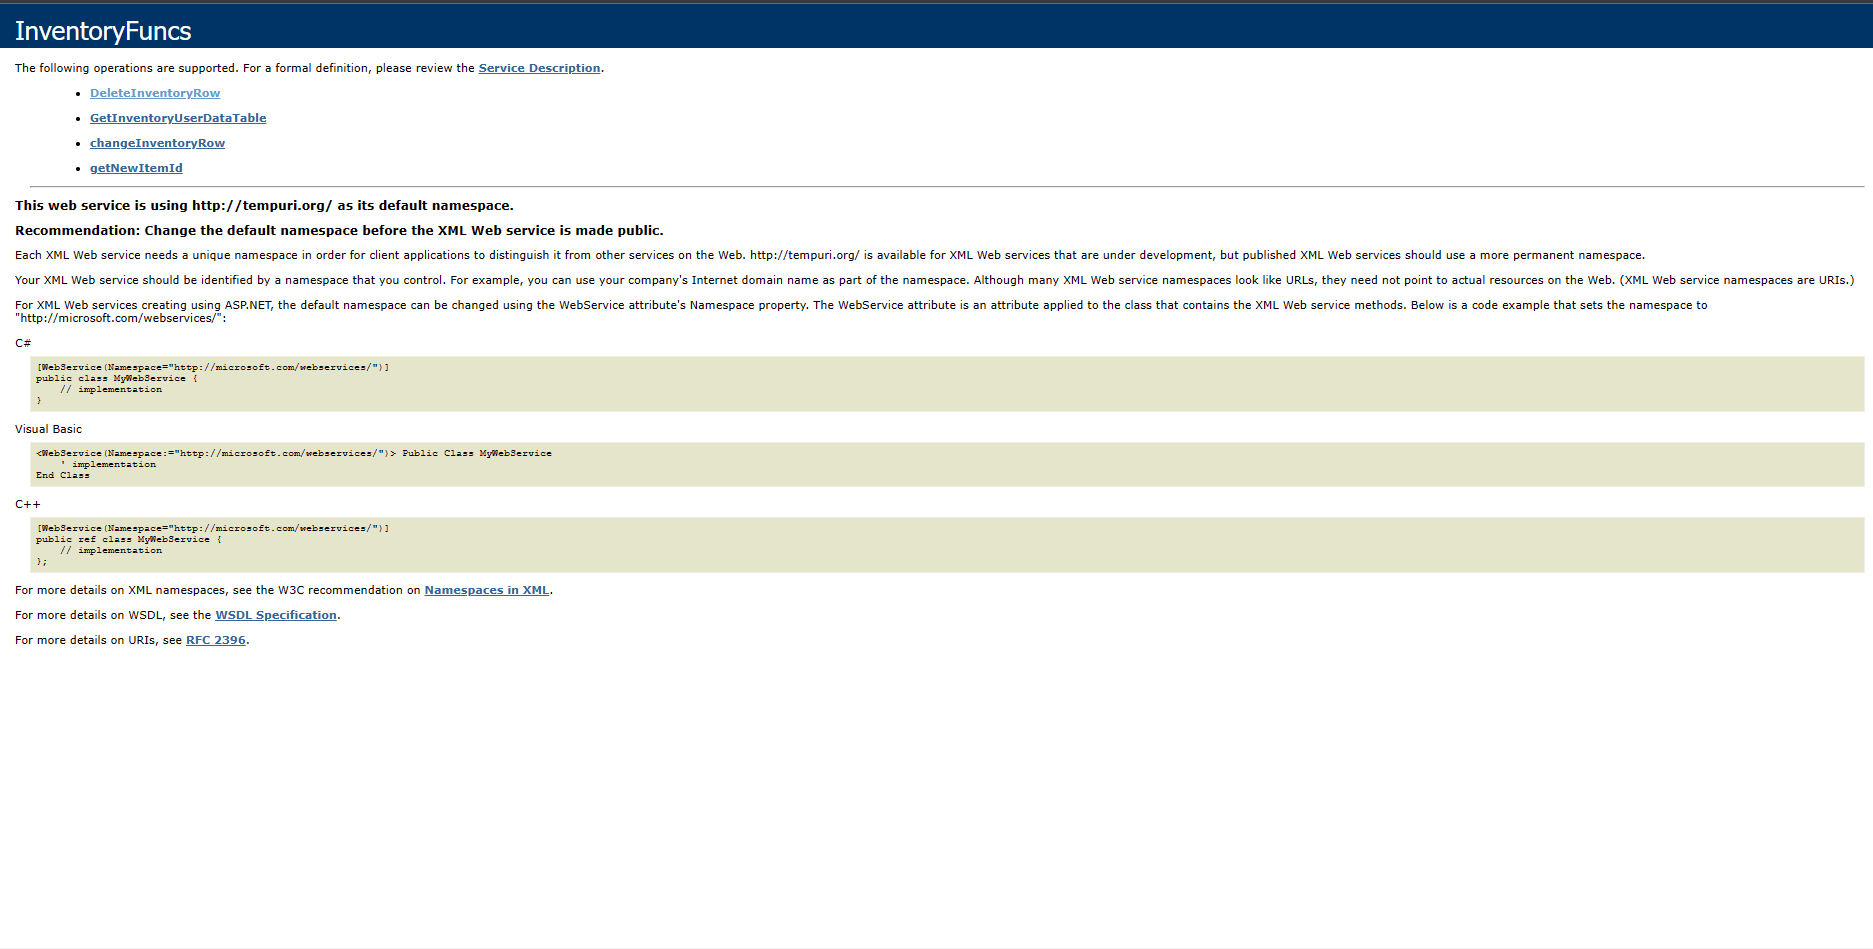 InventoryFuncs
The following operations are supported. For a formal definition, please review the Service Description.
DeleteInventoryRow
GetInventoryUserDataTable
changeInventoryRow
getNewItemId
This web service is using http://tempuri.org/ as its default namespace.
Recommendation: Change the default namespace before the XML Web service is made public.
Each XML Web service needs a unique namespace in order for client applications to distinguish it from other services on the Web. http://tempuri.org/ is available for XML Web services that are under development, but published XML Web services should use a more permanent namespace.
Your XML Web service should be identified by a namespace that you control. For example, you can use your company's Internet domain name as part of the namespace. Although many XML Web service namespaces look like URLs, they need not point to actual resources on the Web. (XML Web service namespaces are URIs.)
For XML Web services creating using ASP.NET, the default namespace can be changed using the WebService attribute's Namespace property. The WebService attribute is an attribute applied to the class that contains the XML Web service methods. Below is a code example that sets the namespace to
"http://microsoft.com/webservices/":
C#
[WebService(Namespace="http://microsoft.com/webservices/")]
public class MyWebService {
    // implementation
}
Visual Basic
<WebService(Namespace:="http://microsoft.com/webservices/")> Public Class MyWebService
    ' implementation
End Class
C++
[WebService(Namespace="http://microsoft.com/webservices/")]
public ref class MyWebService {
    // implementation
};
For more details on XML namespaces, see the W3C recommendation on Namespaces in XML.
For more details on WSDL, see the WSDL Specification.
For more details on URIs, see RFC 2396.